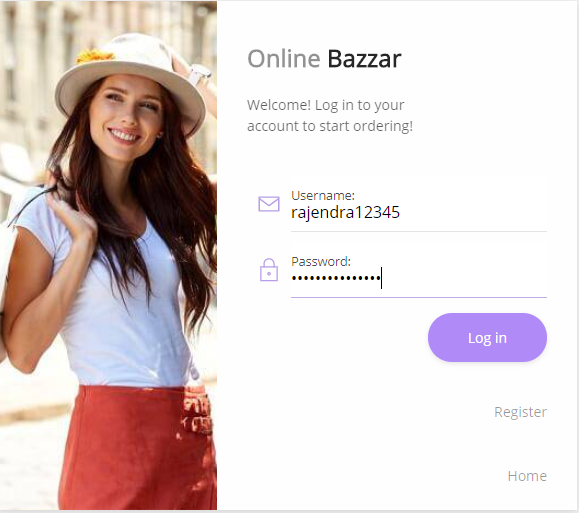 Online Bazzar
Welcome! Log in to your
account to start ordering!
Username:
rajendra12345
Password:
•••••••••••••••
Log in
Register
Home